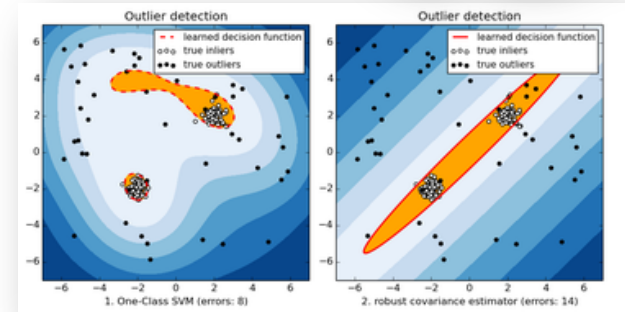 Outlier detection
learned decision function
true inliers
true outliers
6
4
2
0
−2
−4
−6
−6 −4 −2 0 2 4 6
1. One-Class SVM (errors: 8)
Outlier detection
learned decision function
true inliers
true outliers
6
4
2
0
−2
−4
−6
−6 −4 −2 0 2 4 6
2. robust covariance estimator (errors: 14)